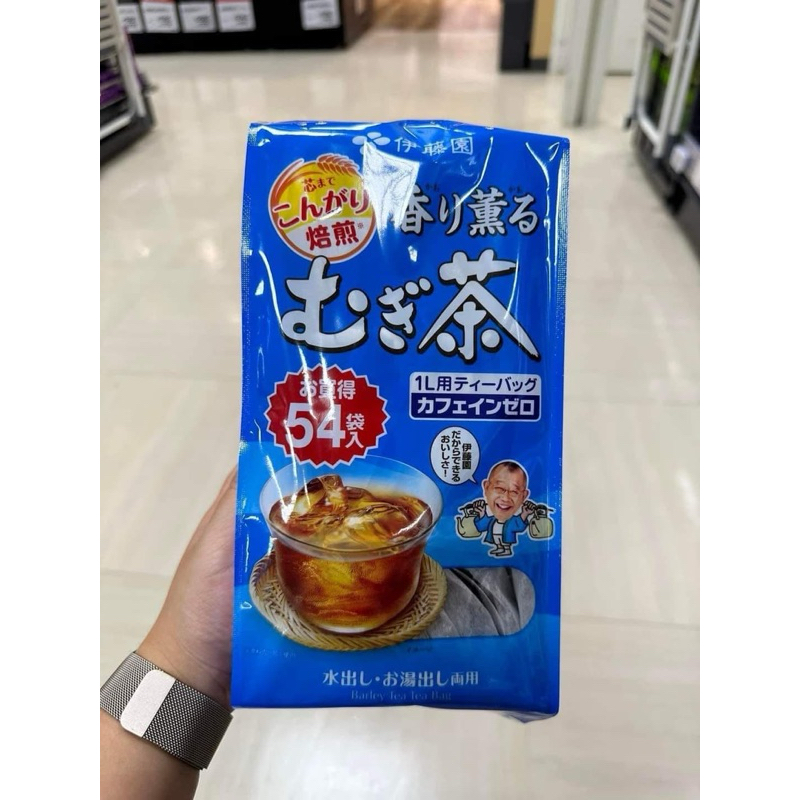 伊藤園
芯まで
こんがり
焙煎
香り薫る
むぎ茶
1L用ティーバッグ
カフェインゼロ
お買得
54袋入
伊藤園
だからできる
おいしさ!
水出し・お湯出し両用
Barley Tea Tea Bag